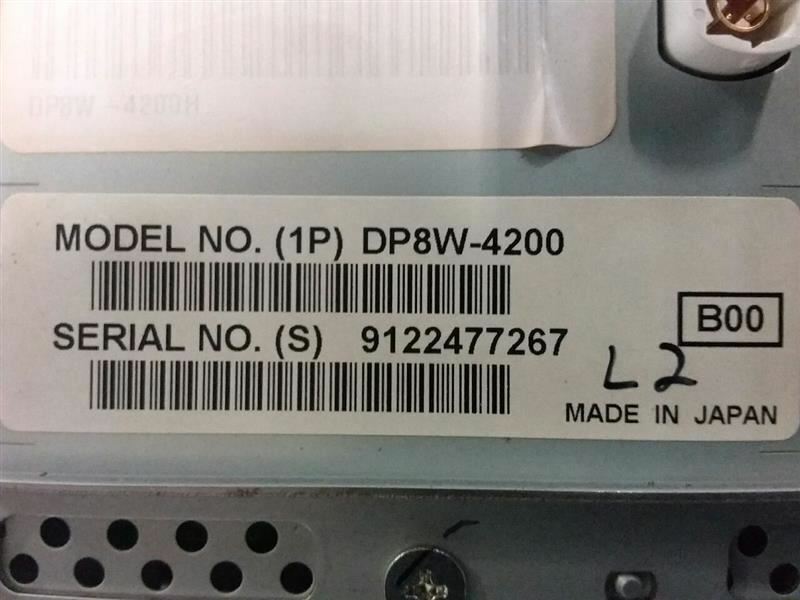 DP8W -4200H
MODEL NO. (1P) DP8W-4200
SERIAL NO. (S) 9122477267
B00
L2
MADE IN JAPAN